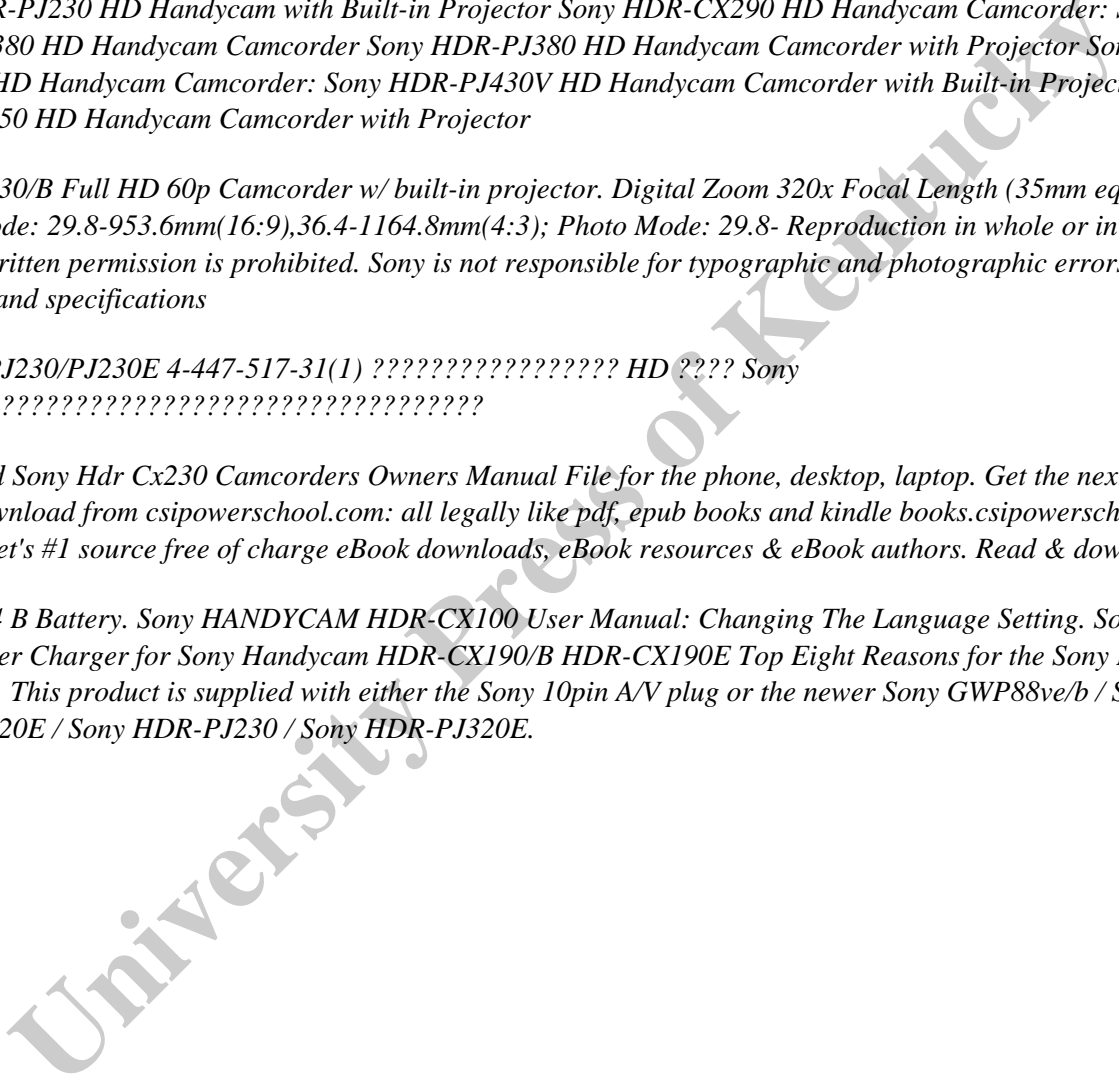 R-PJ230 HD Handycam with Built-in Projector Sony HDR-CX290 HD Handycam Camcorder:
380 HD Handycam Camcorder Sony HDR-PJ380 HD Handycam Camcorder with Projector
HD Handycam Camcorder: Sony HDR-PJ430V HD Handycam Camcorder with Built-in Project
50 HD Handycam Camcorder with Projector
30/B Full HD 60p Camcorder w/ built-in projector. Digital Zoom 320x Focal Length (35mm eq
de: 29.8-953.6mm(16:9),36.4-1164.8mm(4:3); Photo Mode: 29.8- Reproduction in whole or in
ritten permission is prohibited. Sony is not responsible for typographic and photographic errors
and specifications
J230/PJ230E 4-447-517-31(1) ????????????????? HD ???? Sony
?????????????????????????????????
d Sony Hdr Cx230 Camcorders Owners Manual File for the phone, desktop, laptop. Get the nex
wnload from csipowerschool.com: all legally like pdf, epub books and kindle books.csipowersch
et's #1 source free of charge eBook downloads, eBook resources & eBook authors. Read & dow
4 B Battery. Sony HANDYCAM HDR-CX100 User Manual: Changing The Language Setting. So
er Charger for Sony Handycam HDR-CX190/B HDR-CX190E Top Eight Reasons for the Sony
This product is supplied with either the Sony 10pin A/V plug or the newer Sony GWP88ve/b / S
20E / Sony HDR-PJ230 / Sony HDR-PJ320E.
University Press of Kentucky